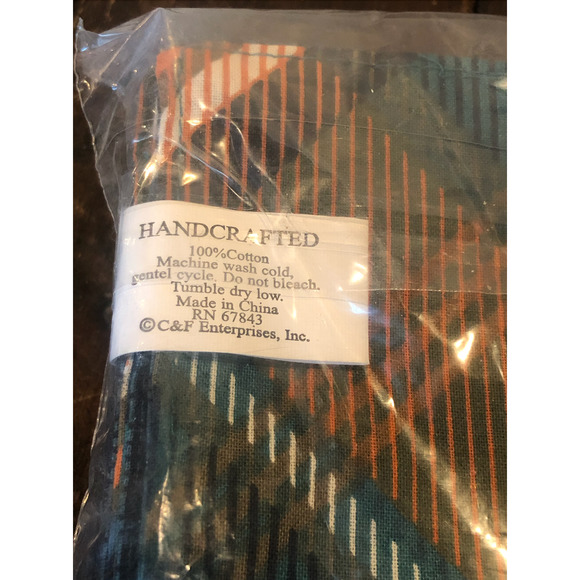 HANDCRAFTED
100%Cotton
Machine wash cold,
gentel cycle. Do not bleach.
Tumble dry low.
Made in China
RN 67843
©C&F Enterprises, Inc.